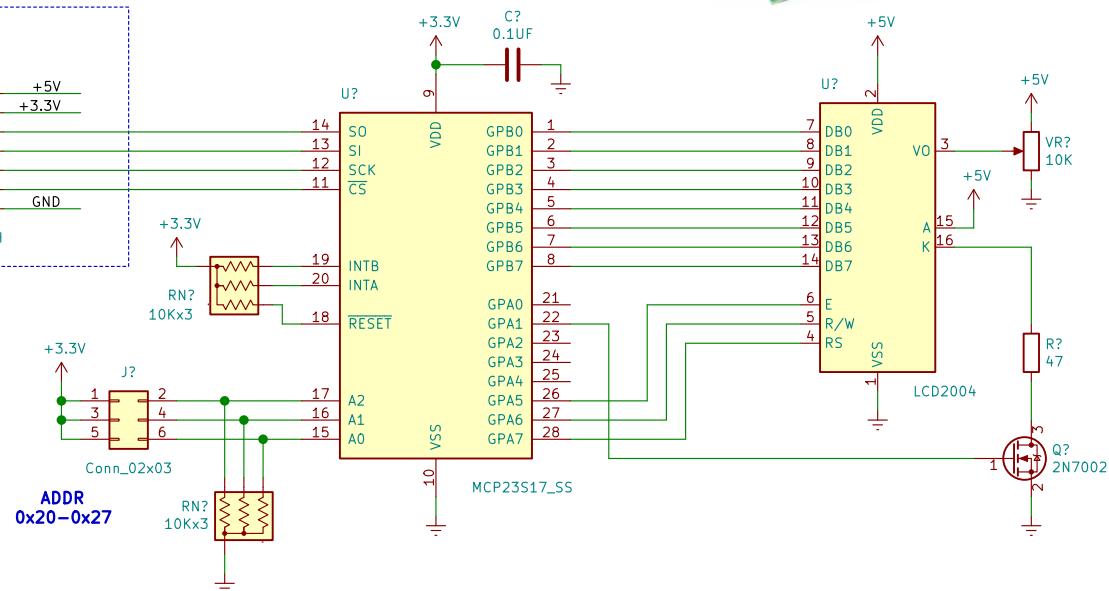 +5V
+3.3V
GND
+3.3V
C?
0.1UF
U?
9
VDD
14 SO
13 SI
12 SCK
11 CS
19 INTB
20 INTA
18 RESET
17 A2
16 A1
15 A0
GPB0 1
GPB1 2
GPB2 3
GPB3 4
GPB4 5
GPB5 6
GPB6 7
GPB7 8
GPA0 21
GPA1 22
GPA2 23
GPA3 24
GPA4 25
GPA5 26
GPA6 27
GPA7 28
VSS
10
MCP23S17_SS
+3.3V
RN?
10Kx3
+3.3V
J?
1 2
3 4
5 6
Conn_02x03
ADDR
0x20-0x27
RN?
10Kx3
+5V
U?
2
VDD
7 DB0
8 DB1
9 DB2
10 DB3
11 DB4
12 DB5
13 DB6
14 DB7
6 E
5 R/W
4 RS
VO 3
A 15
K 16
VSS
1
LCD2004
+5V
VR?
10K
+5V
R?
47
3
Q?
2N7002
1
2